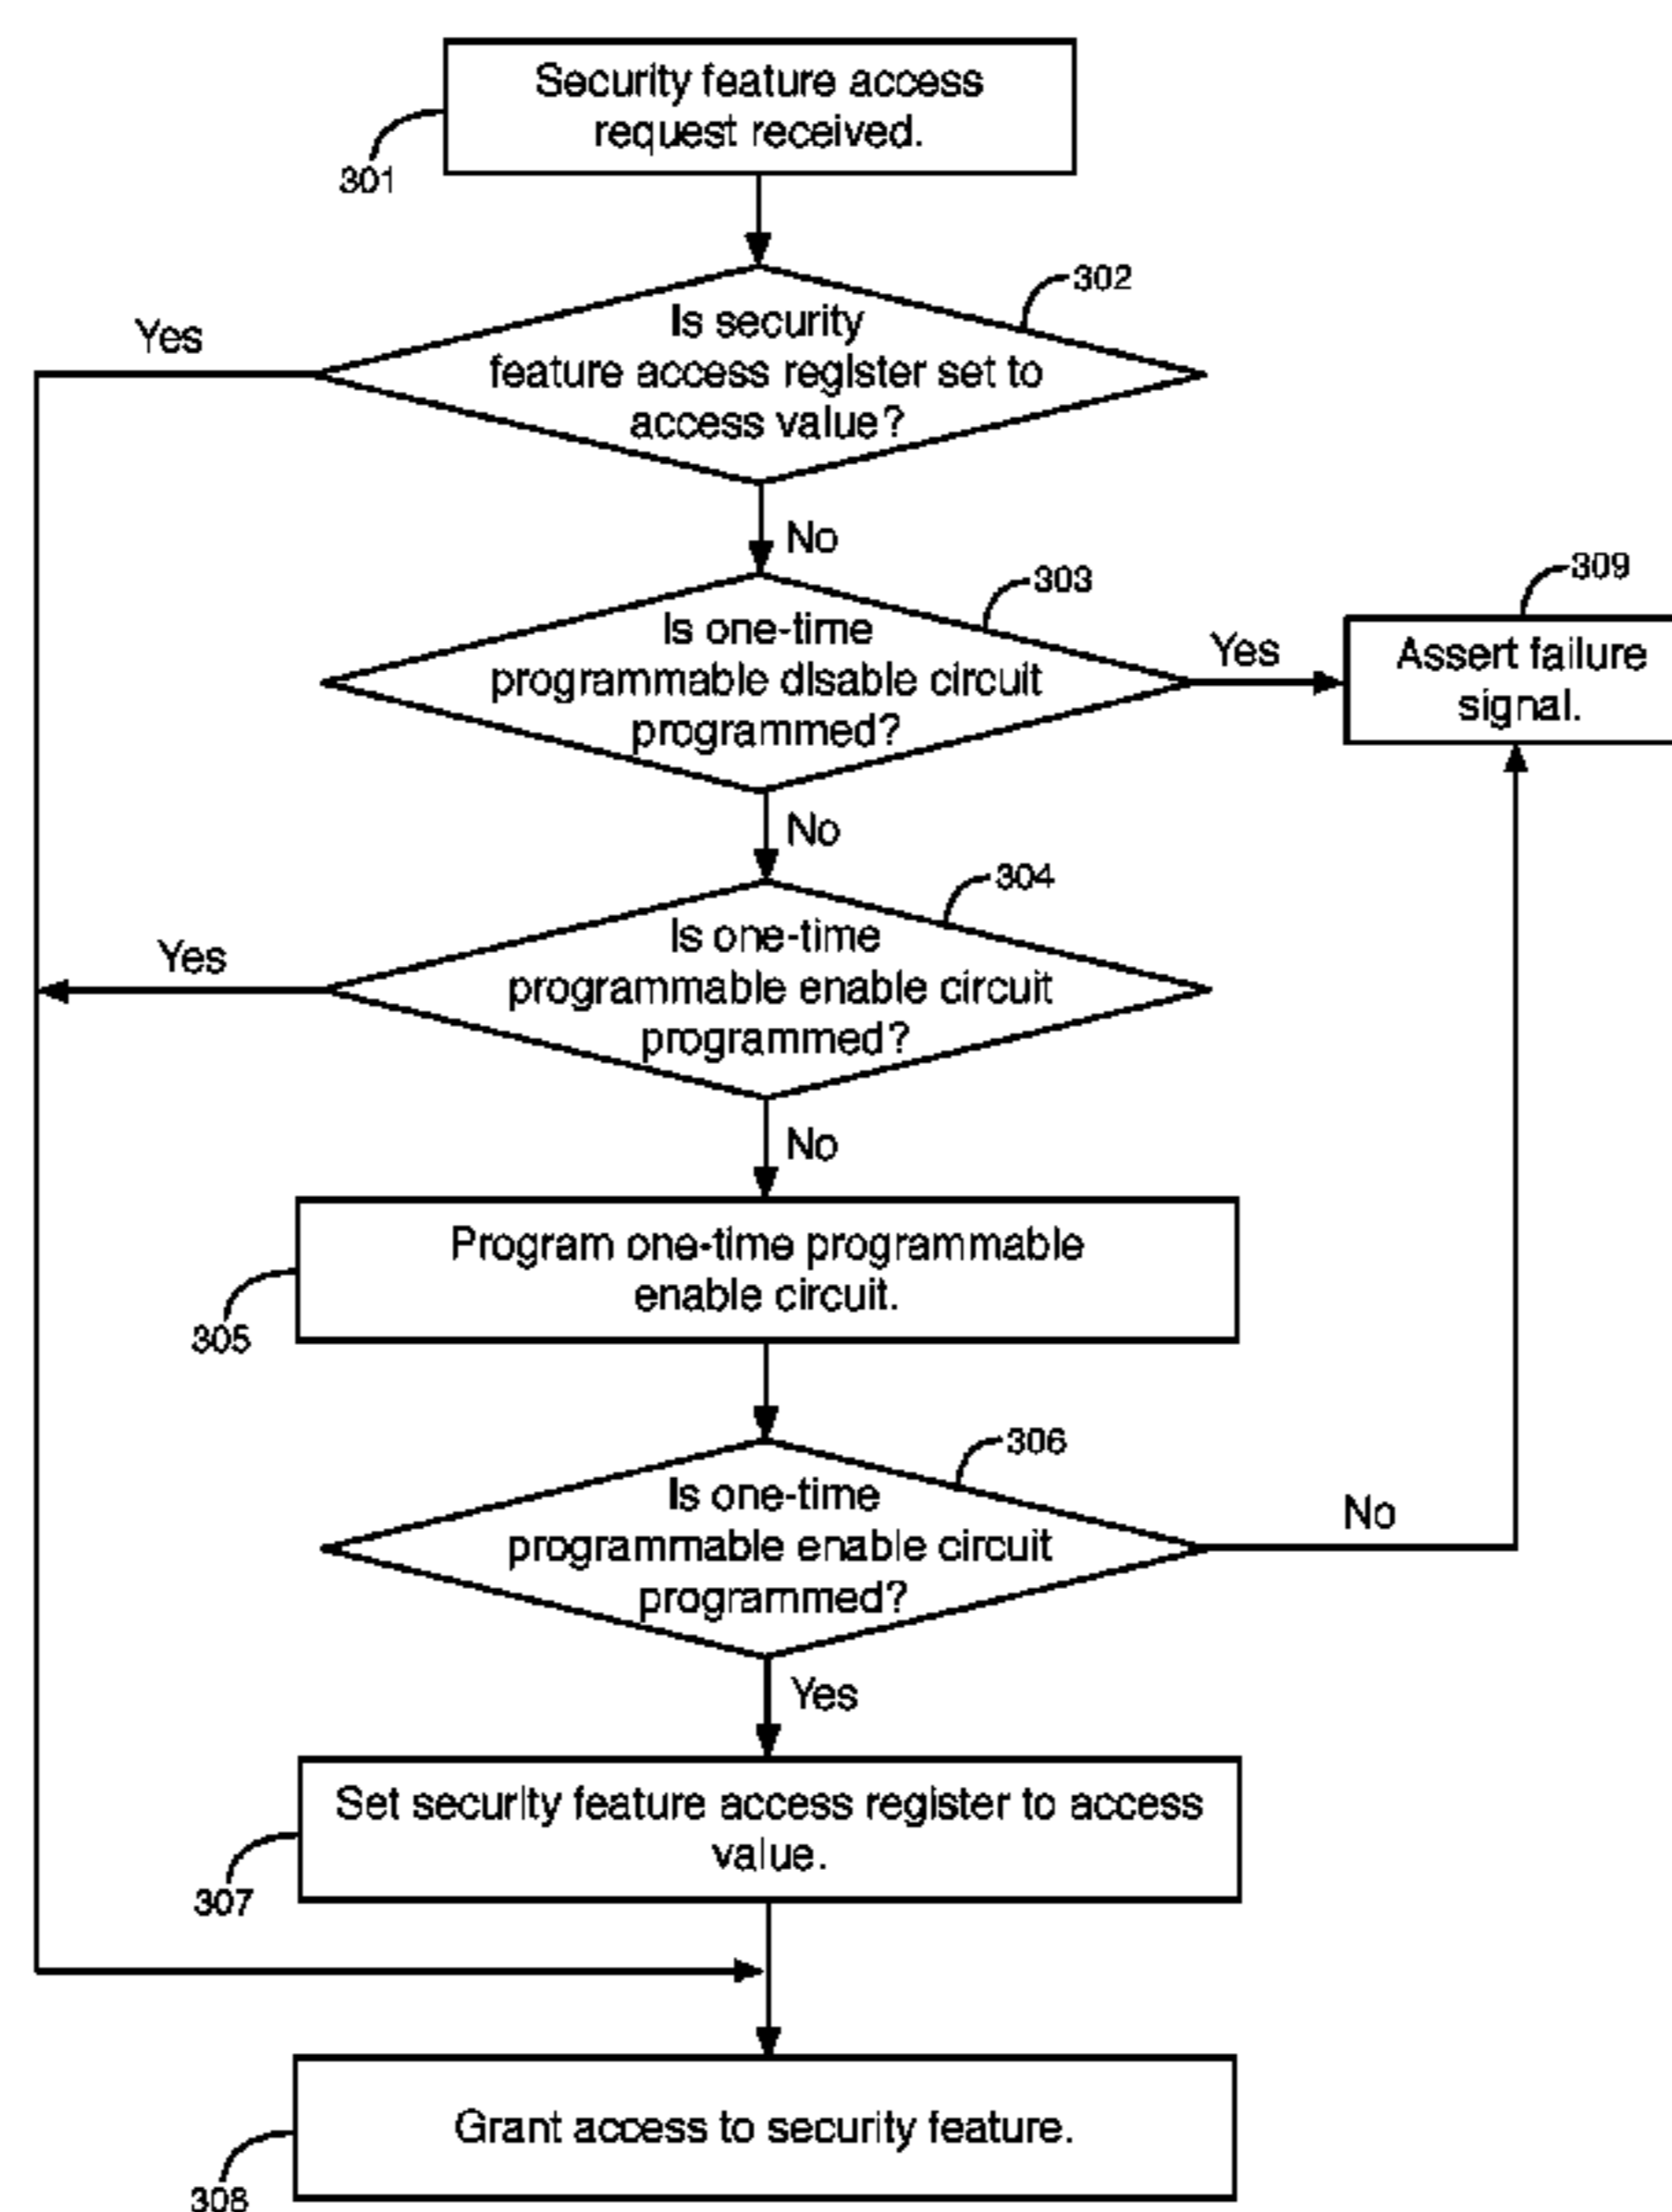 Security feature access
request received.
301
302
Is security
feature access register set to
access value?
Yes
No
303
Is one-time
programmable disable circuit
programmed?
Yes
309
Assert failure
signal.
No
304
Is one-time
programmable enable circuit
programmed?
Yes
No
Program one-time programmable
enable circuit.
305
306
Is one-time
programmable enable circuit
programmed?
No
Yes
Set security feature access register to access
value.
307
Grant access to security feature.
308